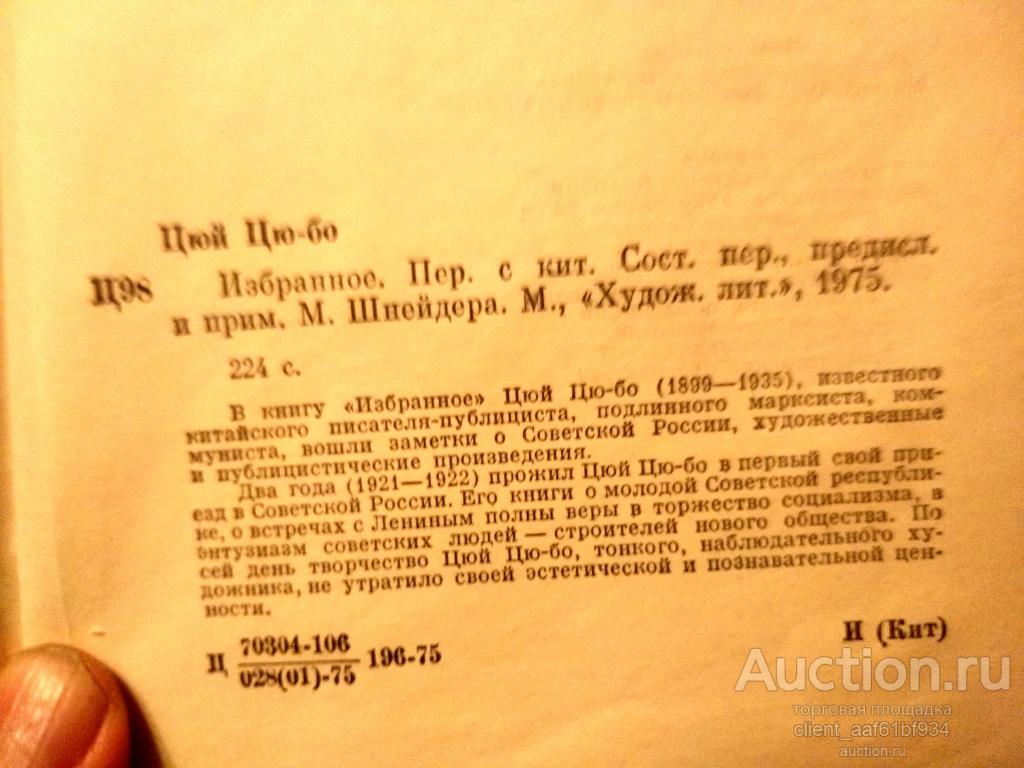 Цюй Цю-бо
Ц98 Избранное. Пер. с кит. Сост. пер., предисл.
и прим. М. Шнейдера. М., «Худож. лит.», 1975.
224 с.
В книгу «Избранное» Цюй Цю-бо (1899—1935), известного
китайского писателя-публициста, подлинного марксиста, ком-
муниста, вошли заметки о Советской России, художественные
и публицистические произведения.
Два года (1921—1922) прожил Цюй Цю-бо в первый свой при-
езд в Советской России. Его книги о молодой Советской республи-
ке, о встречах с Лениным полны веры в торжество социализма, в
энтузиазм советских людей — строителей нового общества. По
сей день творчество Цюй Цю-бо, тонкого, наблюдательного ху-
дожника, не утратило своей эстетической и познавательной цен-
ности.
Ц 70304-106
028(01)-75 196-75
И (Кит)
Auction.ru
торговая площадка
client_aaf61bf934
auction.ru